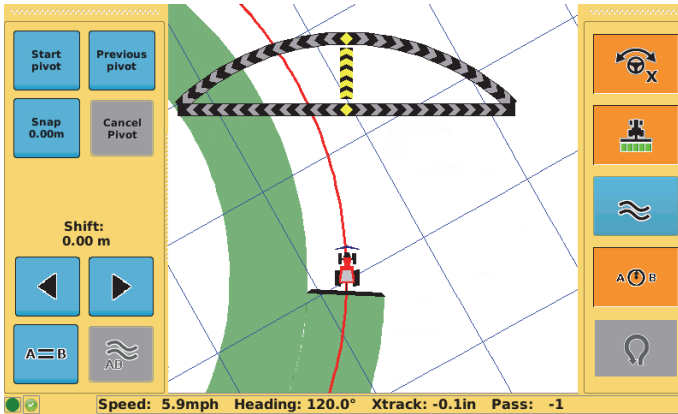 Start
pivot
Previous
pivot
Snap
0.00m
Cancel
Pivot
Shift:
0.00 m
A B
AB
X
A B
Speed: 5.9mph Heading: 120.0° Xtrack: -0.1in Pass: -1